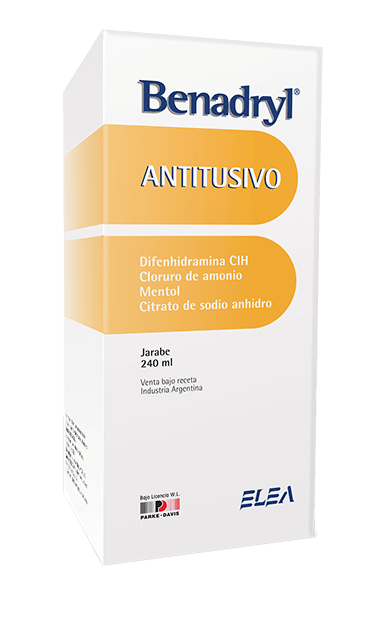 Benadryl®
ANTITUSIVO
Difenhidramina ClH
Cloruro de amonio
Mentol
Citrato de sodio anhidro
Jarabe
240 ml
Venta bajo receta
Industria Argentina
Bajo Licencia W.L.
PARKE-DAVIS
ELEA